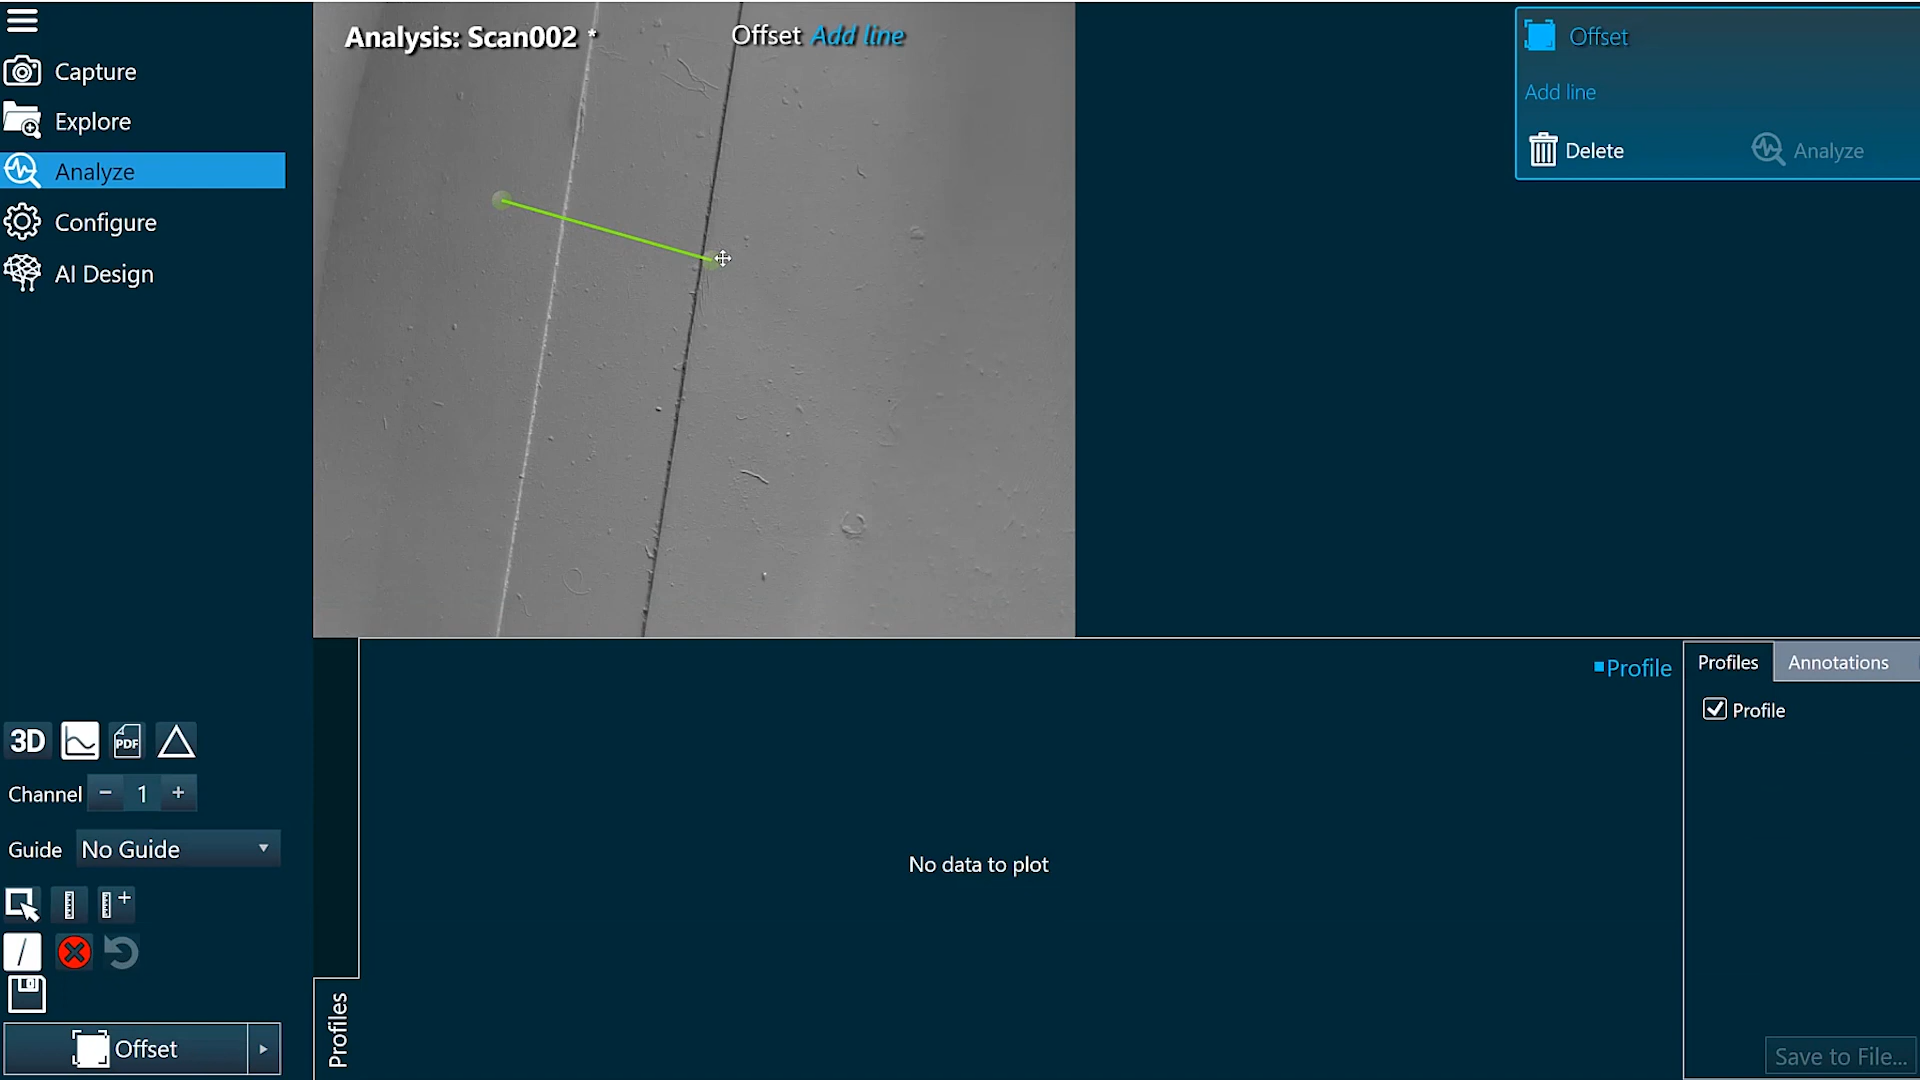 Analysis: Scan002 *
Offset Add line
Offset
Add line
Delete
Analyze
Capture
Explore
Analyze
Configure
AI Design
3D
PDF
Channel − 1 +
Guide No Guide
Offset
Profiles
No data to plot
Profile
Profiles
Annotations
Profile
Save to File...